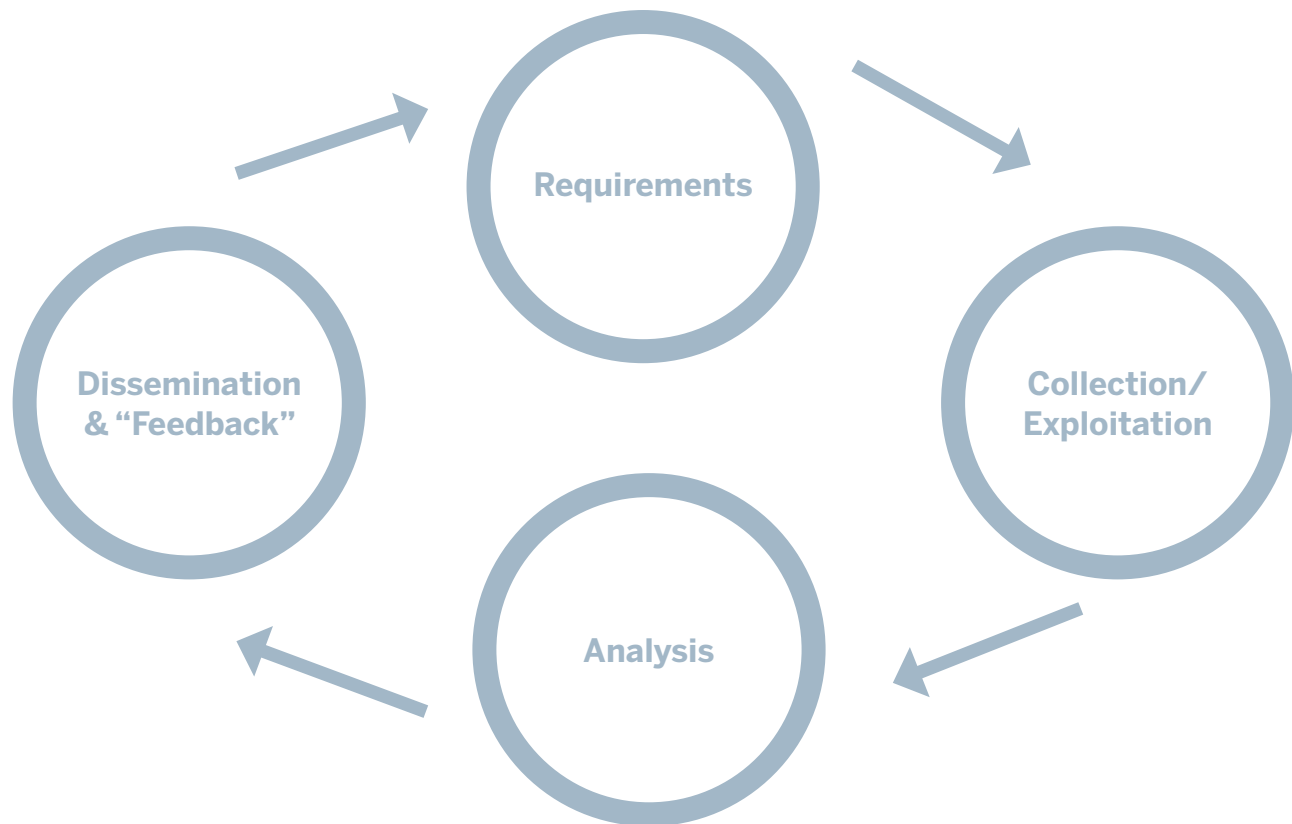 Requirements
Collection/
Exploitation
Analysis
Dissemination
& “Feedback”